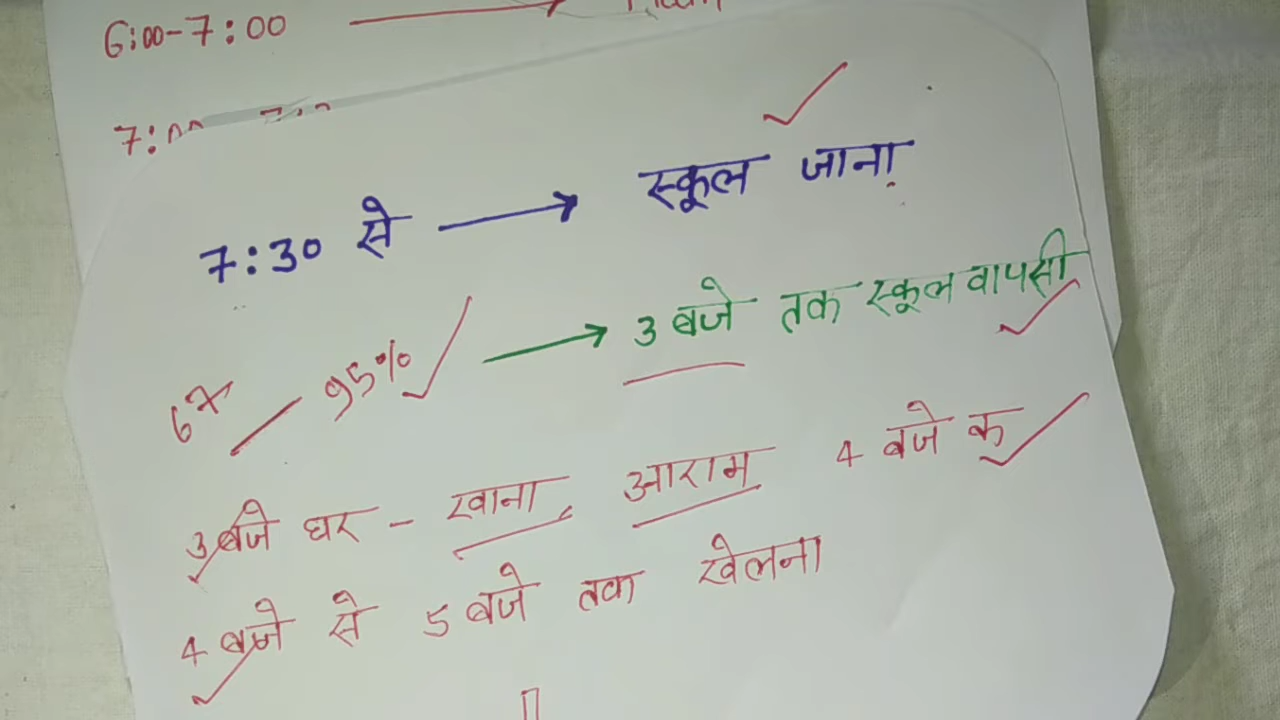 6:00-7:00
7:30 से → स्कूल जाना
→ 3 बजे तक स्कूल वापसी
95%
3 बजे घर - खाना, आराम 4 बजे क
4 बजे से 5 बजे तक खेलना